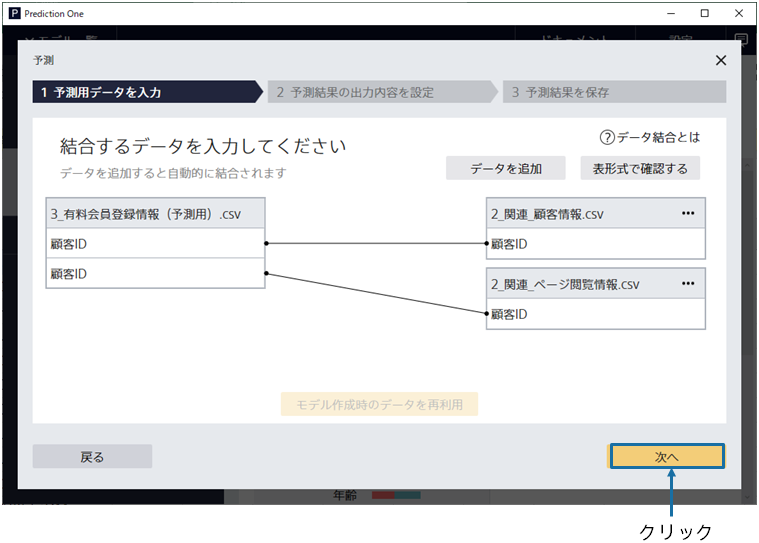 P Prediction One
予測
1 予測用データを入力
2 予測結果の出力内容を設定
3 予測結果を保存
? データ結合とは
結合するデータを入力してください
データを追加すると自動的に結合されます
データを追加
表形式で確認する
3_有料会員登録情報（予測用）.csv
顧客ID
顧客ID
2_関連_顧客情報.csv
顧客ID
2_関連_ページ閲覧情報.csv
顧客ID
モデル作成時のデータを再利用
戻る
次へ
年齢
クリック